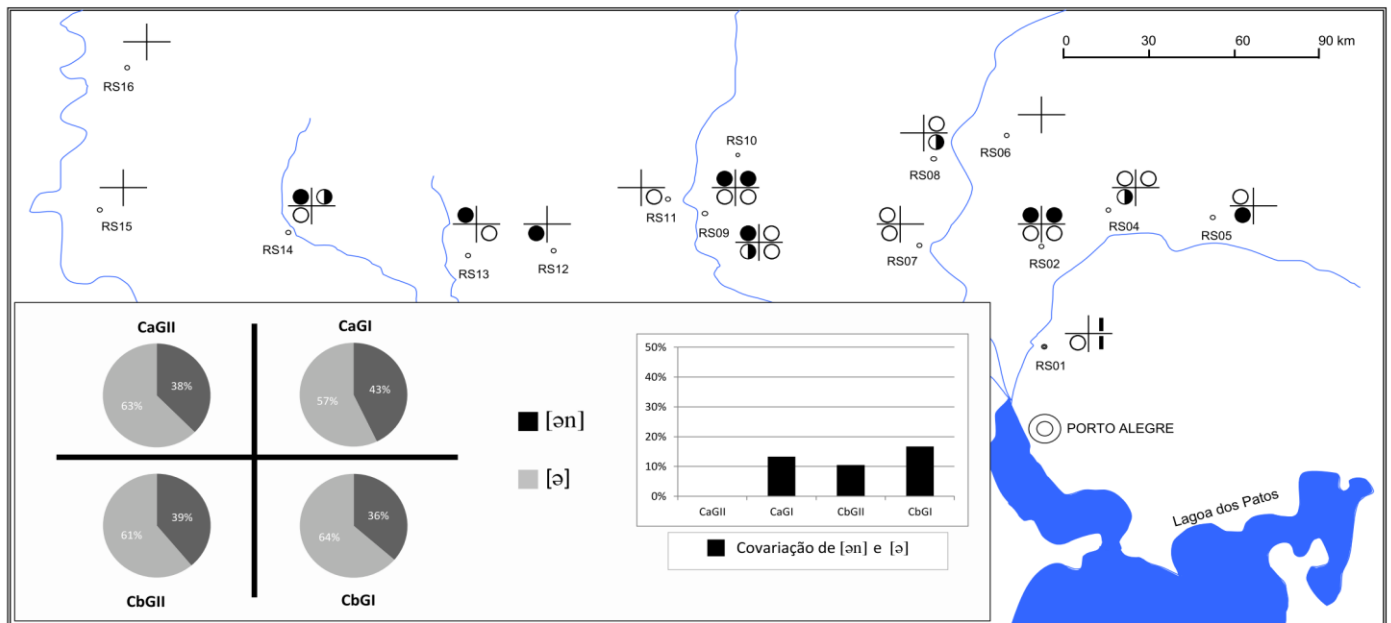 0 30 60 90 km
RS16
RS10
RS06
RS08
RS15
RS14
RS13
RS12
RS11
RS09
RS07
RS02
RS04
RS05
RS01
PORTO ALEGRE
Lagoa dos Patos
CaGII
CaGI
38%
63%
43%
57%
39%
61%
36%
64%
CbGII
CbGI
[ən]
[ə]
50%
40%
30%
20%
10%
0%
CaGII CaGI CbGII CbGI
Covariação de [ən] e [ə]